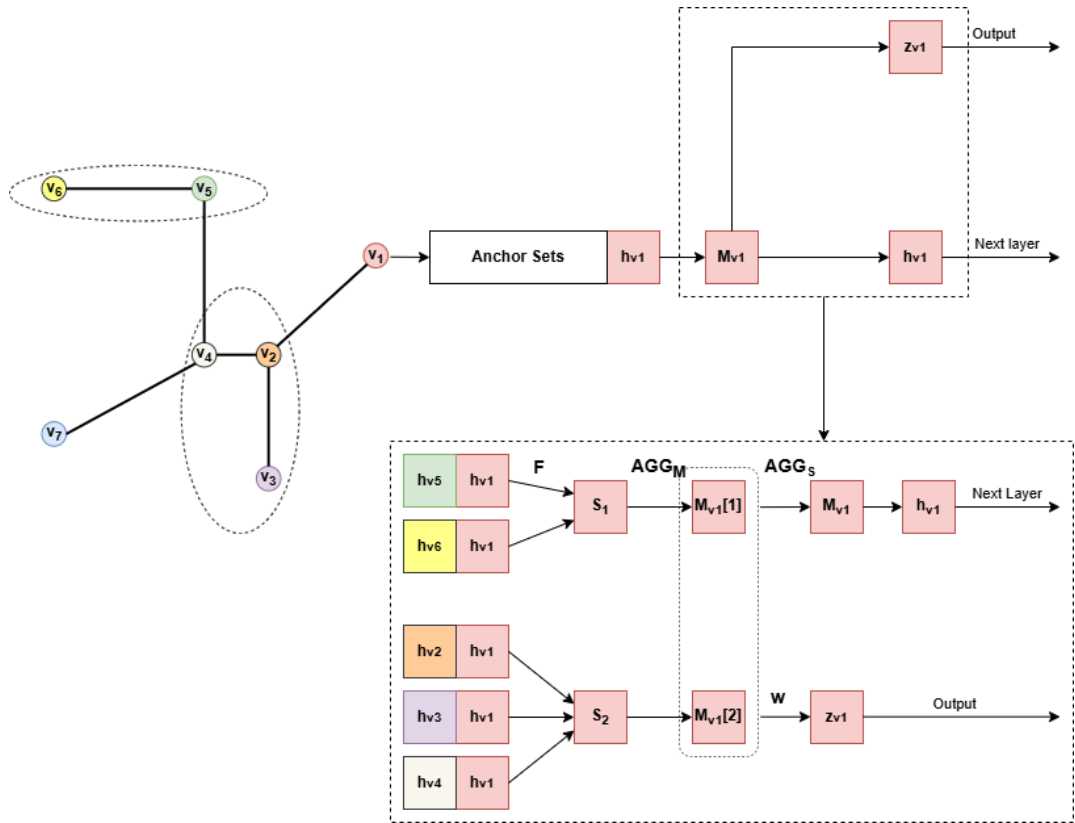 Zv1
Output
v6
v5
v1
Anchor Sets
hv1
Mv1
hv1
Next layer
v4
v2
v7
v3
hv5
hv1
F
AGGM
AGGs
S1
Mv1[1]
Mv1
hv1
Next Layer
hv6
hv1
hv2
hv1
hv3
hv1
S2
Mv1[2]
w
Zv1
Output
hv4
hv1